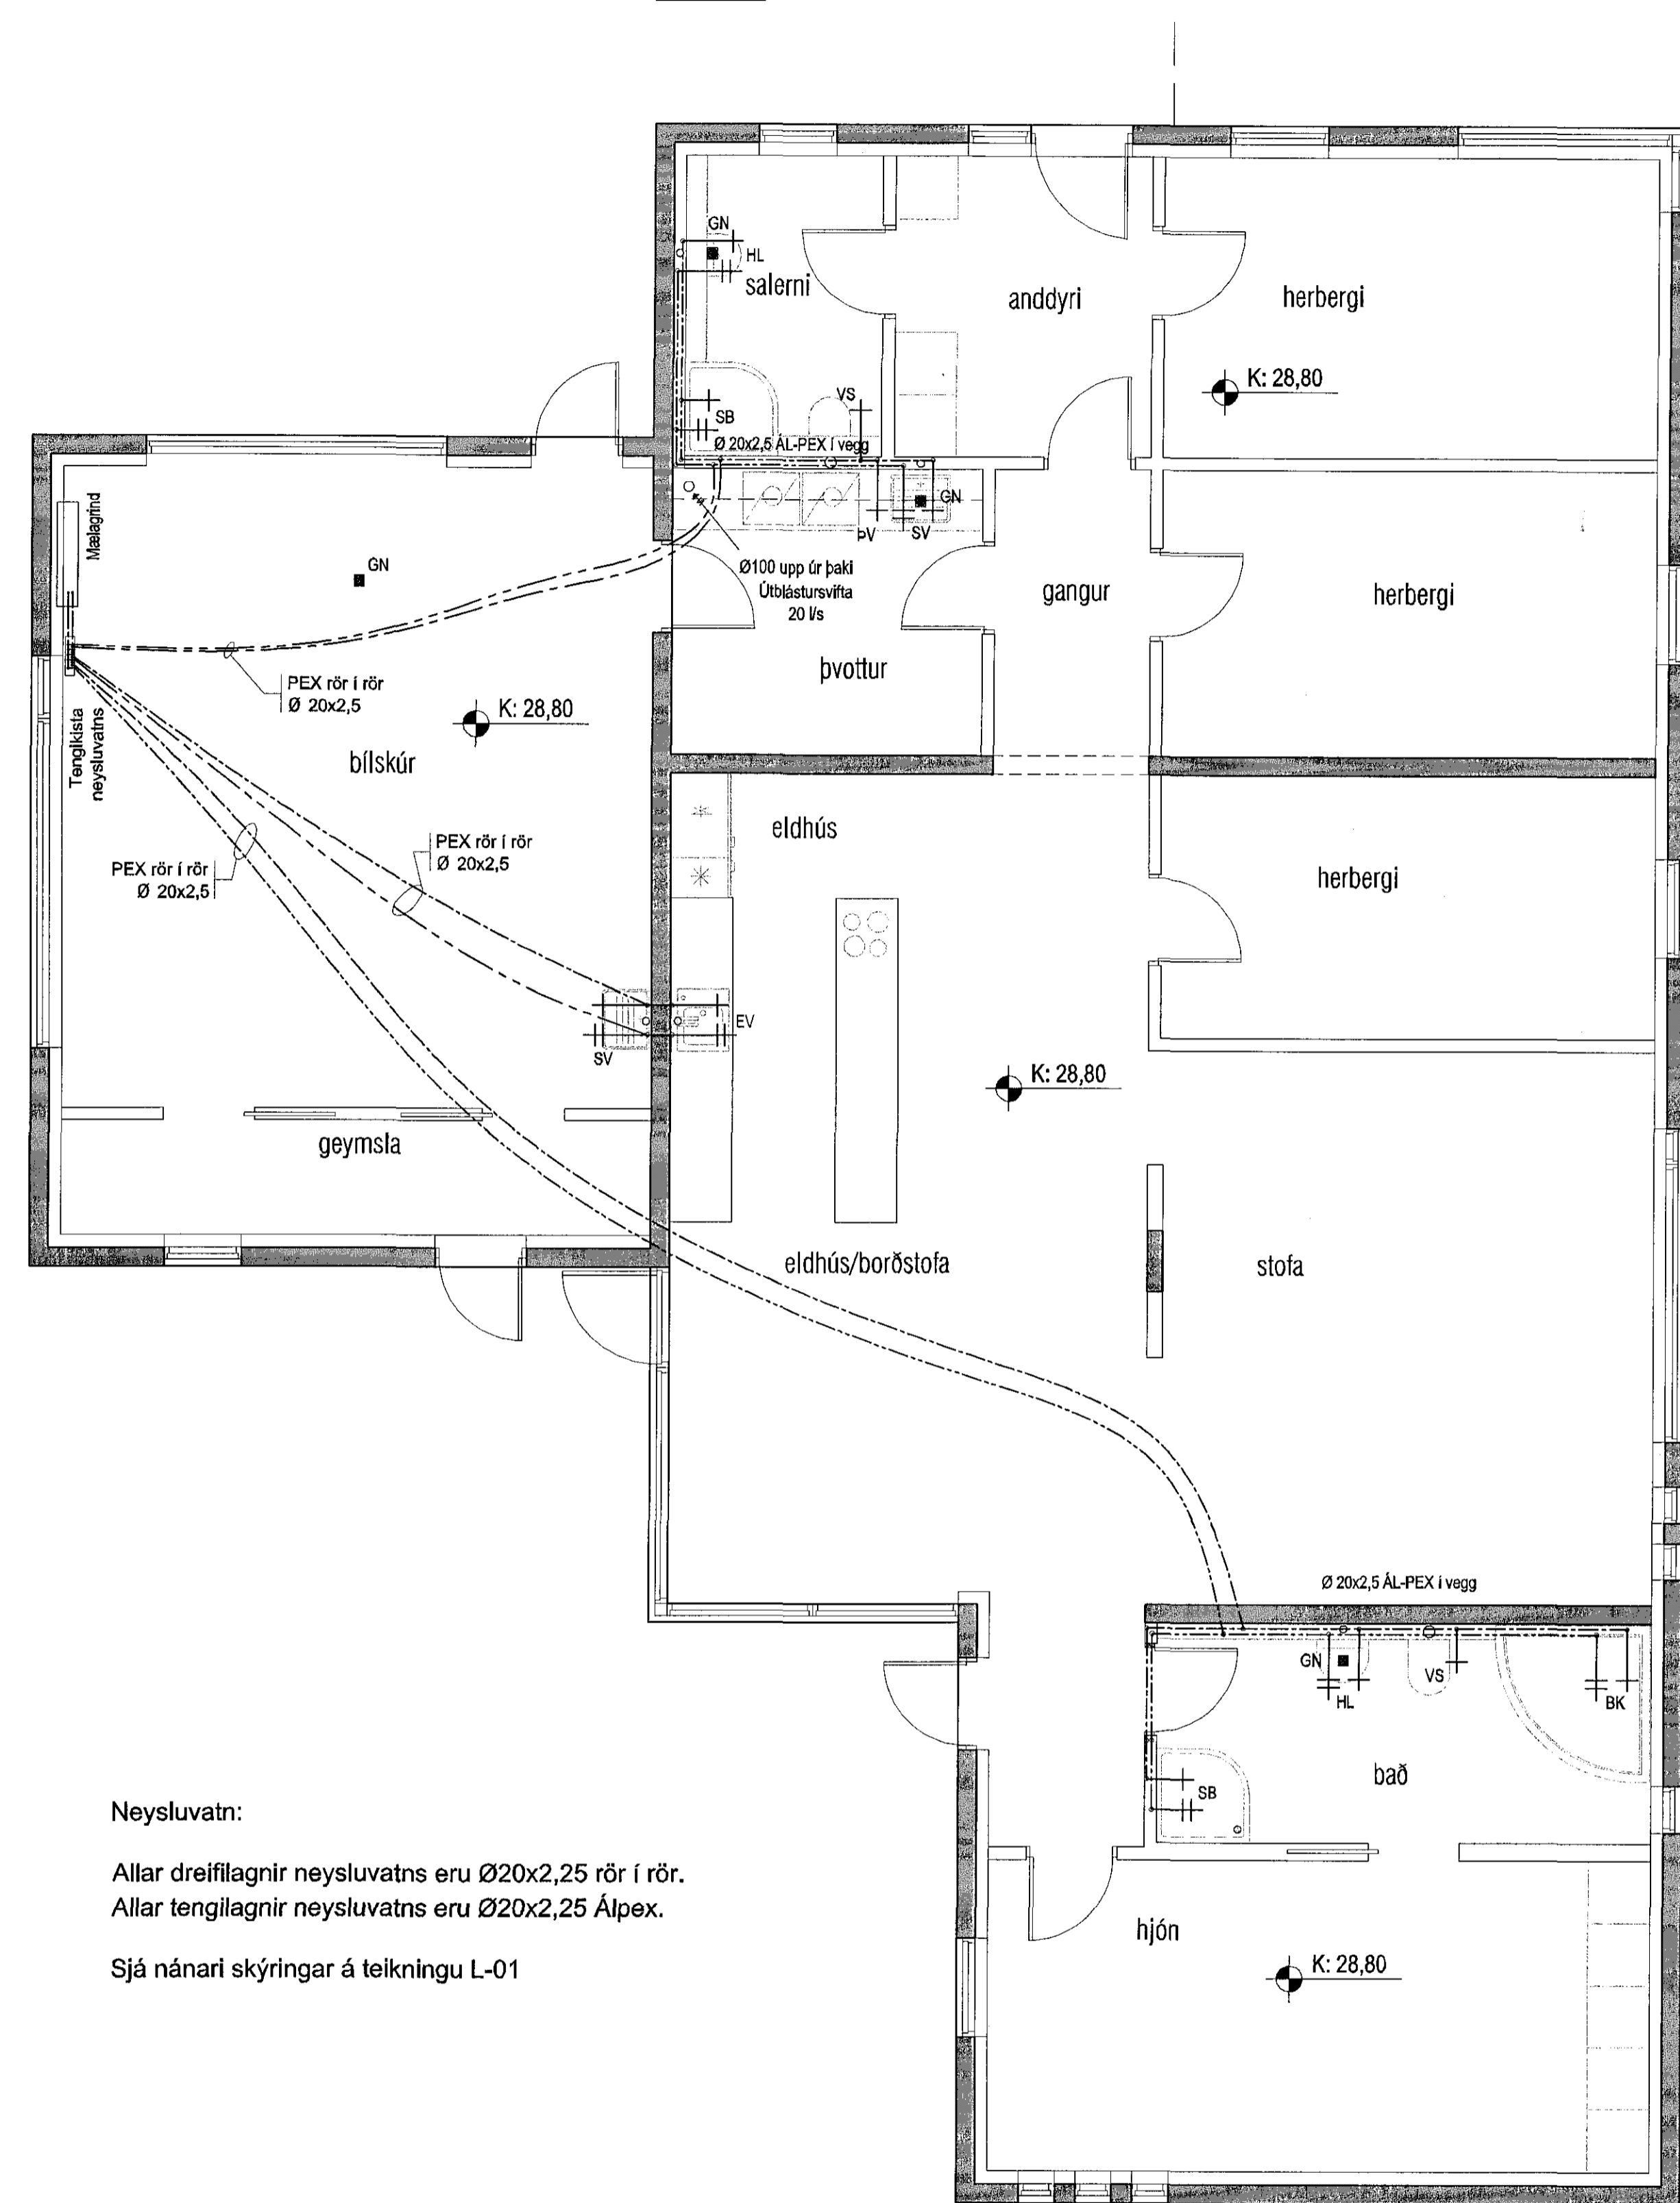 GN
HL
salerni
anddyri
herbergi
K: 28,80
VS
SB
Ø 20x2,5 ÁL-PEX í vegg
Mælagrind
GN
GN
ÞV
SV
Ø100 upp úr þaki
Útblástursvifta
20 l/s
gangur
herbergi
þvottur
PEX rör í rör
Ø 20x2,5
K: 28,80
Tengikista
neysluvatns
bílskúr
eldhús
PEX rör í rör
Ø 20x2,5
PEX rör í rör
Ø 20x2,5
herbergi
EV
SV
K: 28,80
geymsla
eldhús/borðstofa
stofa
Ø 20x2,5 ÁL-PEX í vegg
GN
HL
VS
BK
SB
bað
Neysluvatn:
Allar dreifilagnir neysluvatns eru Ø20x2,25 rör í rör.
Allar tengilagnir neysluvatns eru Ø20x2,25 Álpex.
Sjá nánari skýringar á teikningu L-01
hjón
K: 28,80